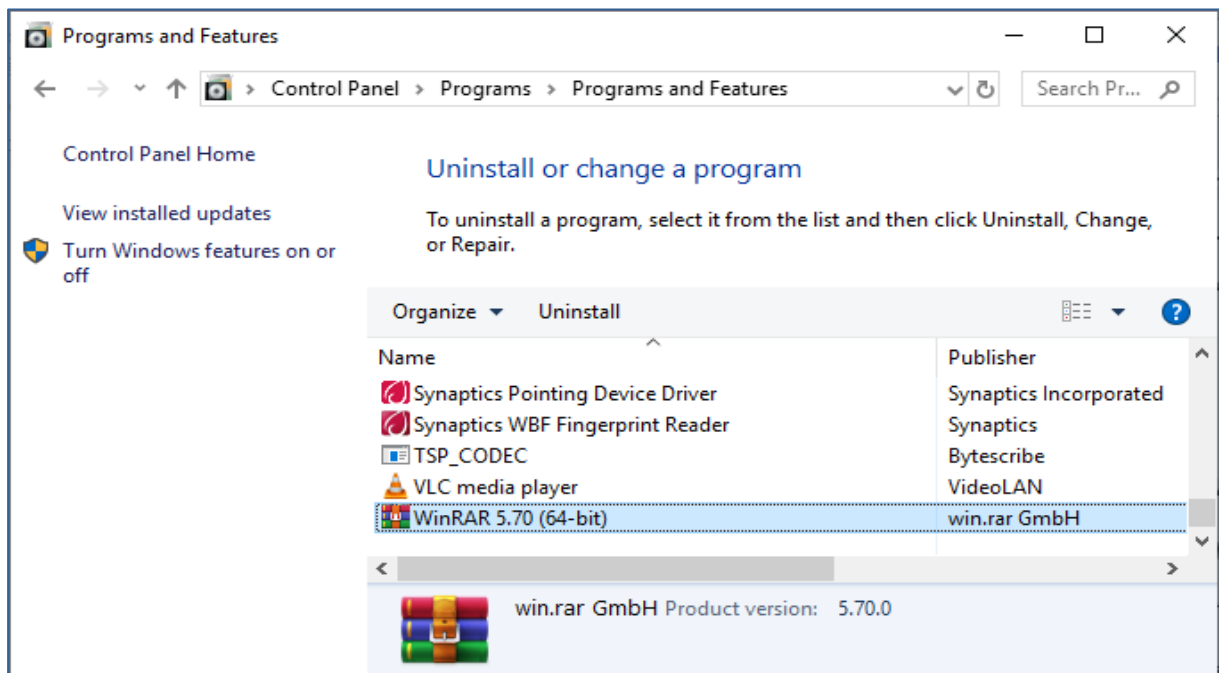 Programs and Features
Control Panel > Programs > Programs and Features
Search Pr...
Control Panel Home
View installed updates
Turn Windows features on or
off
Uninstall or change a program
To uninstall a program, select it from the list and then click Uninstall, Change,
or Repair.
Organize Uninstall
Name Publisher
Synaptics Pointing Device Driver Synaptics Incorporated
Synaptics WBF Fingerprint Reader Synaptics
TSP_CODEC Bytescribe
VLC media player VideoLAN
WinRAR 5.70 (64-bit) win.rar GmbH
win.rar GmbH Product version: 5.70.0